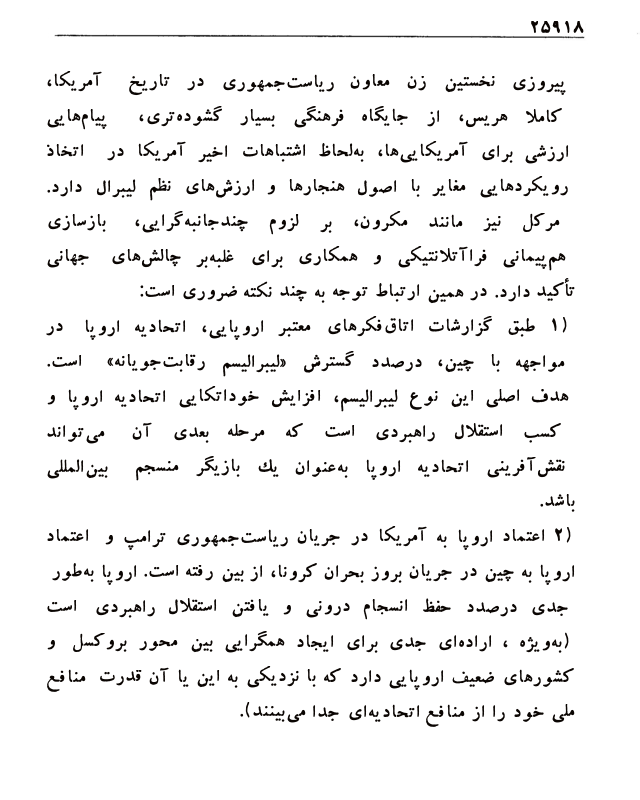 ۲۵۹۱۸
پیروزی نخستین زن معاون ریاست‌جمهوری در تاریخ آمریکا،
کاملا هریس، از جایگاه فرهنگی بسیار گشوده‌تری، پیام‌هایی
ارزشی برای آمریکایی‌ها، به‌لحاظ اشتباهات اخیر آمریکا در اتخاذ
رویکردهایی مغایر با اصول هنجارها و ارزش‌های نظم لیبرال دارد.
مرکل نیز مانند مکرون، بر لزوم چندجانبه‌گرایی، بازسازی
هم‌پیمانی فراآتلانتیکی و همکاری برای غلبه‌بر چالش‌های جهانی
تأکید دارد. در همین ارتباط توجه به چند نکته ضروری است:
۱) طبق گزارشات اتاق‌فکرهای معتبر اروپایی، اتحادیه اروپا در
مواجهه با چین، درصدد گسترش «لیبرالیسم رقابت‌جویانه» است.
هدف اصلی این نوع لیبرالیسم، افزایش خوداتکایی اتحادیه اروپا و
کسب استقلال راهبردی است که مرحله بعدی آن می‌تواند
نقش‌آفرینی اتحادیه اروپا به‌عنوان یك بازیگر منسجم بین‌المللی
باشد.
۲) اعتماد اروپا به آمریکا در جریان ریاست‌جمهوری ترامپ و اعتماد
اروپا به چین در جریان بروز بحران کرونا، از بین رفته است. اروپا به‌طور
جدی درصدد حفظ انسجام درونی و یافتن استقلال راهبردی است
(به‌ویژه ، اراده‌ای جدی برای ایجاد همگرایی بین محور بروکسل و
کشورهای ضعیف اروپایی دارد که با نزدیکی به این یا آن قدرت منافع
ملی خود را از منافع اتحادیه‌ای جدا می‌بینند).